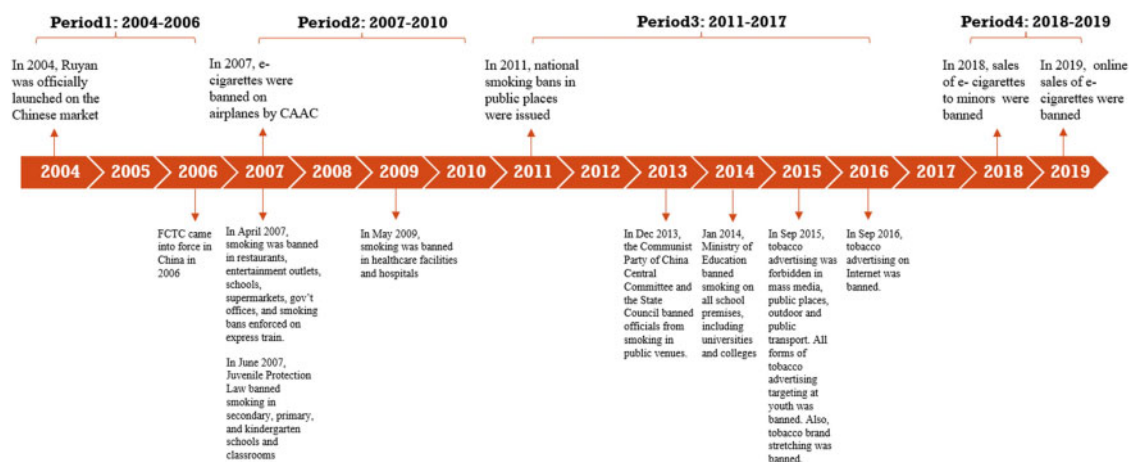 Period1: 2004-2006
Period2: 2007-2010
Period3: 2011-2017
Period4: 2018-2019
In 2004, Ruyan
was officially
launched on the
Chinese market
In 2007, e-
cigarettes were
banned on
airplanes by CAAC
In 2011, national
smoking bans in
public places
were issued
In 2018, sales
of e- cigarettes
to minors were
banned
In 2019, online
sales of e-
cigarettes were
banned
2004
2005
2006
2007
2008
2009
2010
2011
2012
2013
2014
2015
2016
2017
2018
2019
FCTC came
into force in
China in
2006
In April 2007,
smoking was banned
in restaurants,
entertainment outlets,
schools,
supermarkets, gov't
offices, and smoking
bans enforced on
express train.
In June 2007,
Juvenile Protection
Law banned
smoking in
secondary, primary,
and kindergarten
schools and
classrooms
In May 2009,
smoking was banned
in healthcare facilities
and hospitals
In Dec 2013,
the Communist
Party of China
Central
Committee and
the State
Council banned
officials from
smoking in
public venues.
Jan 2014,
Ministry of
Education
banned
smoking on
all school
premises,
including
universities
and colleges
In Sep 2015,
tobacco
advertising was
forbidden in
mass media,
public places,
outdoor and
public
transport. All
forms of
tobacco
advertising
targeting at
youth was
banned. Also,
tobacco brand
stretching was
banned.
In Sep 2016,
tobacco
advertising on
Internet was
banned.